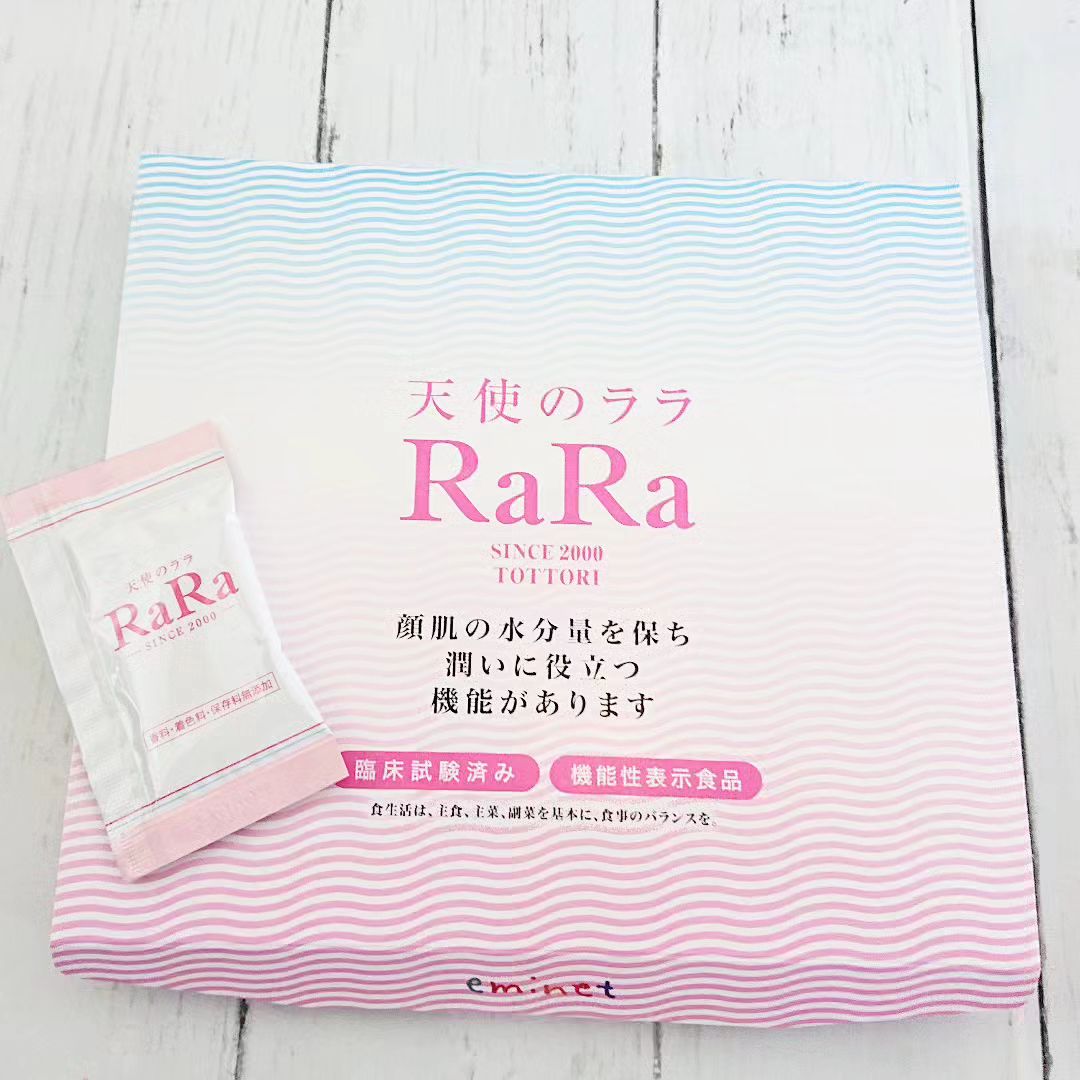 天使のララ
RaRa
SINCE 2000
TOTTORI
顔肌の水分量を保ち
潤いに役立つ
機能があります
臨床試験済み
機能性表示食品
食生活は、主食、主菜、副菜を基本に、食事のバランスを。
eminet
天使のララ
RaRa
SINCE 2000
香料・着色料・保存料無添加